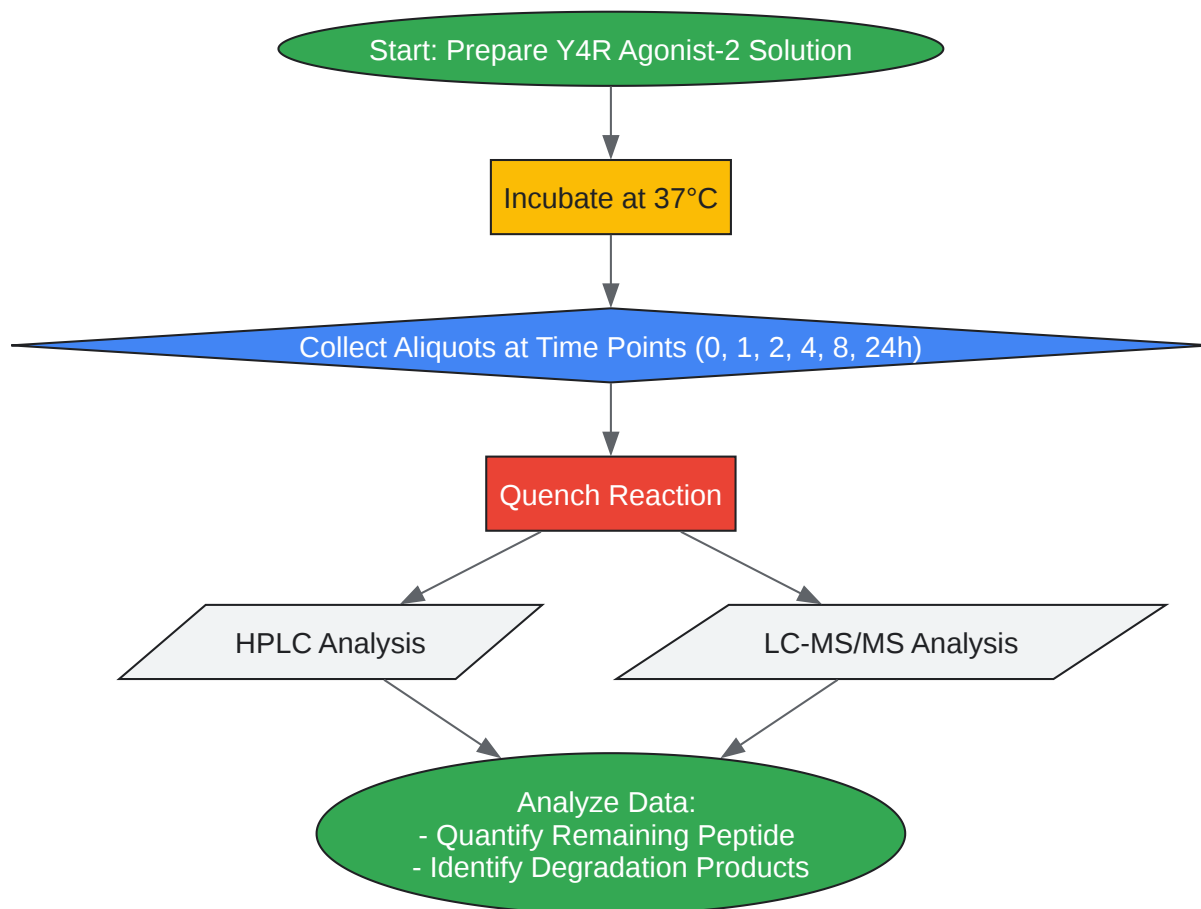 Start: Prepare Y4R Agonist-2 Solution
Incubate at 37°C
Collect Aliquots at Time Points (0, 1, 2, 4, 8, 24h)
Quench Reaction
HPLC Analysis
LC-MS/MS Analysis
Analyze Data:
- Quantify Remaining Peptide
- Identify Degradation Products